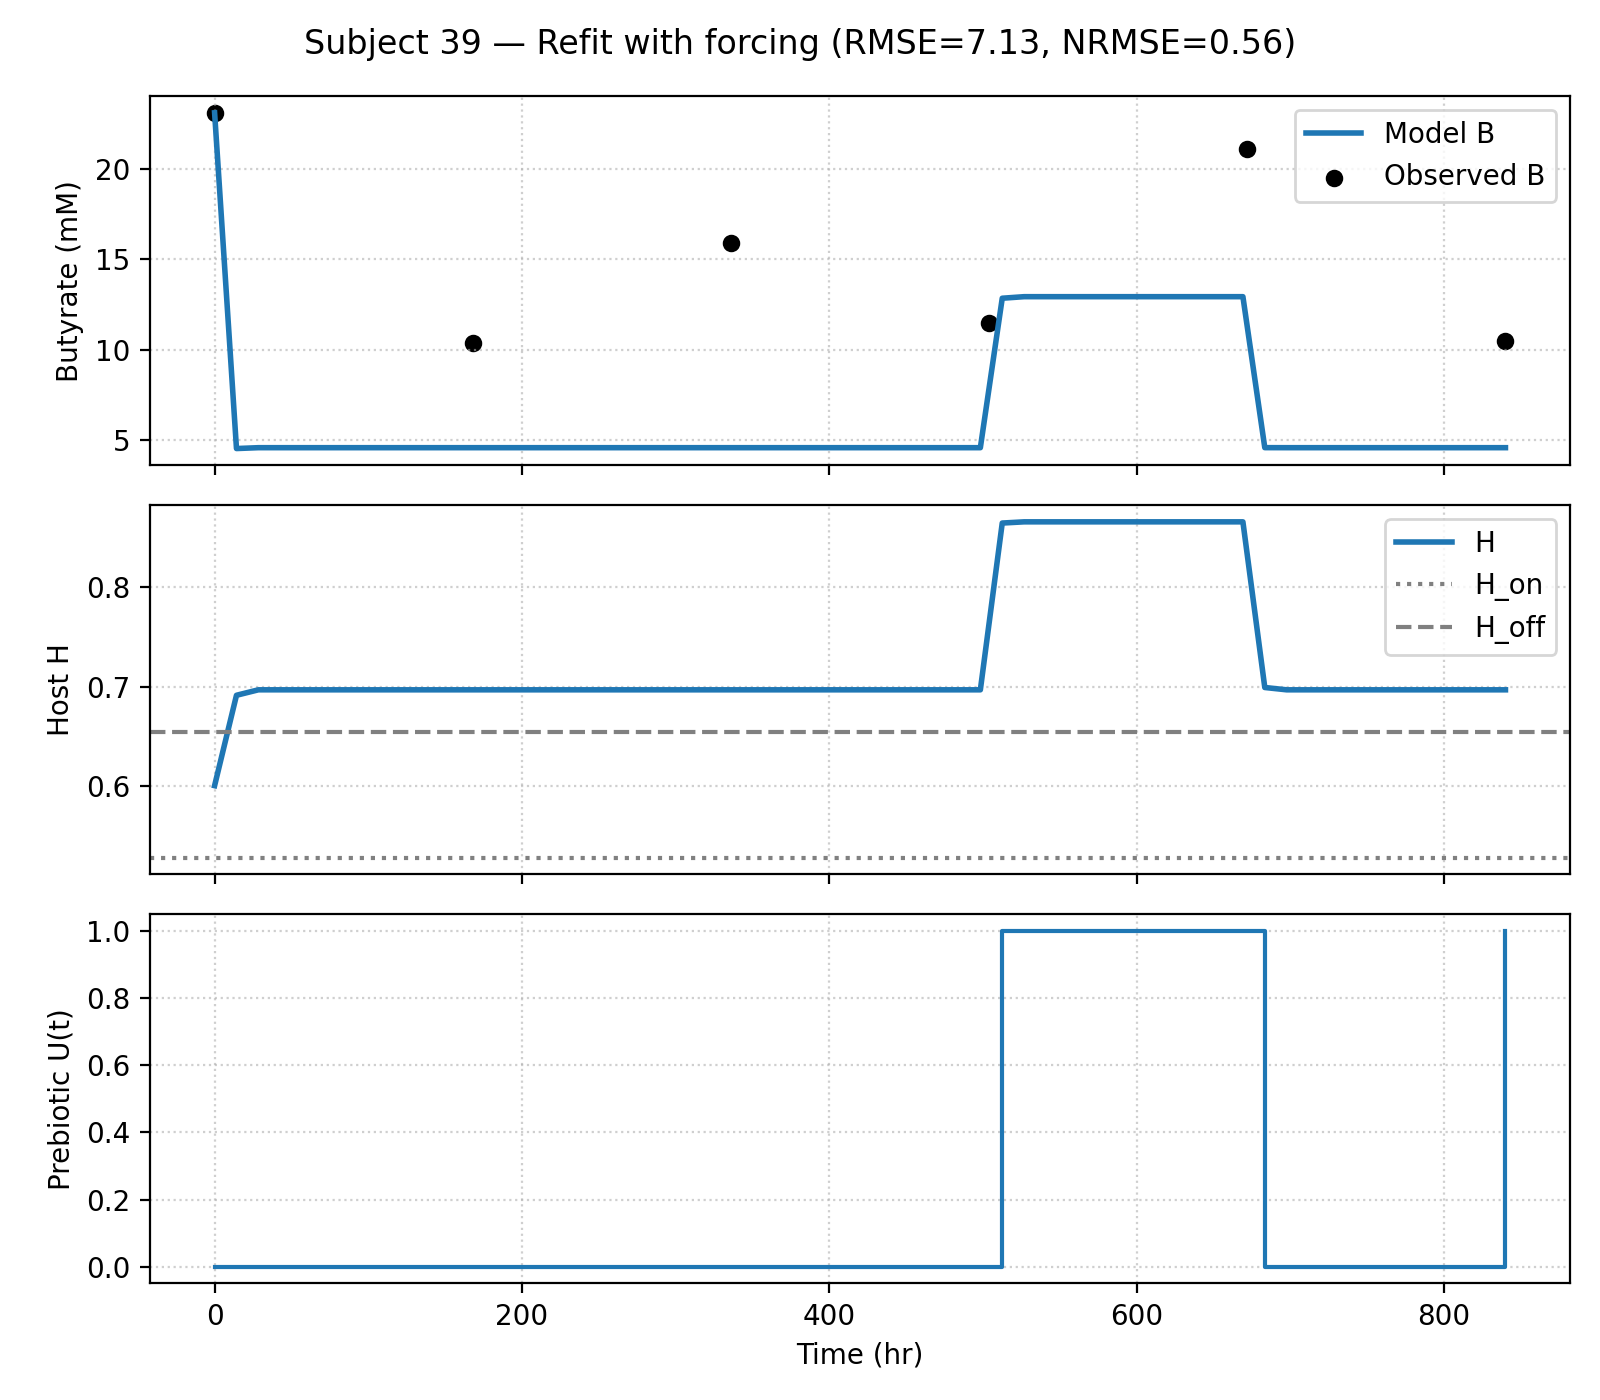 Subject 39 — Refit with forcing (RMSE=7.13, NRMSE=0.56)
Butyrate (mM)
20
15
10
5
Model B
Observed B
Host H
0.8
0.7
0.6
H
H_on
H_off
Prebiotic U(t)
1.0
0.8
0.6
0.4
0.2
0.0
0 200 400 600 800
Time (hr)